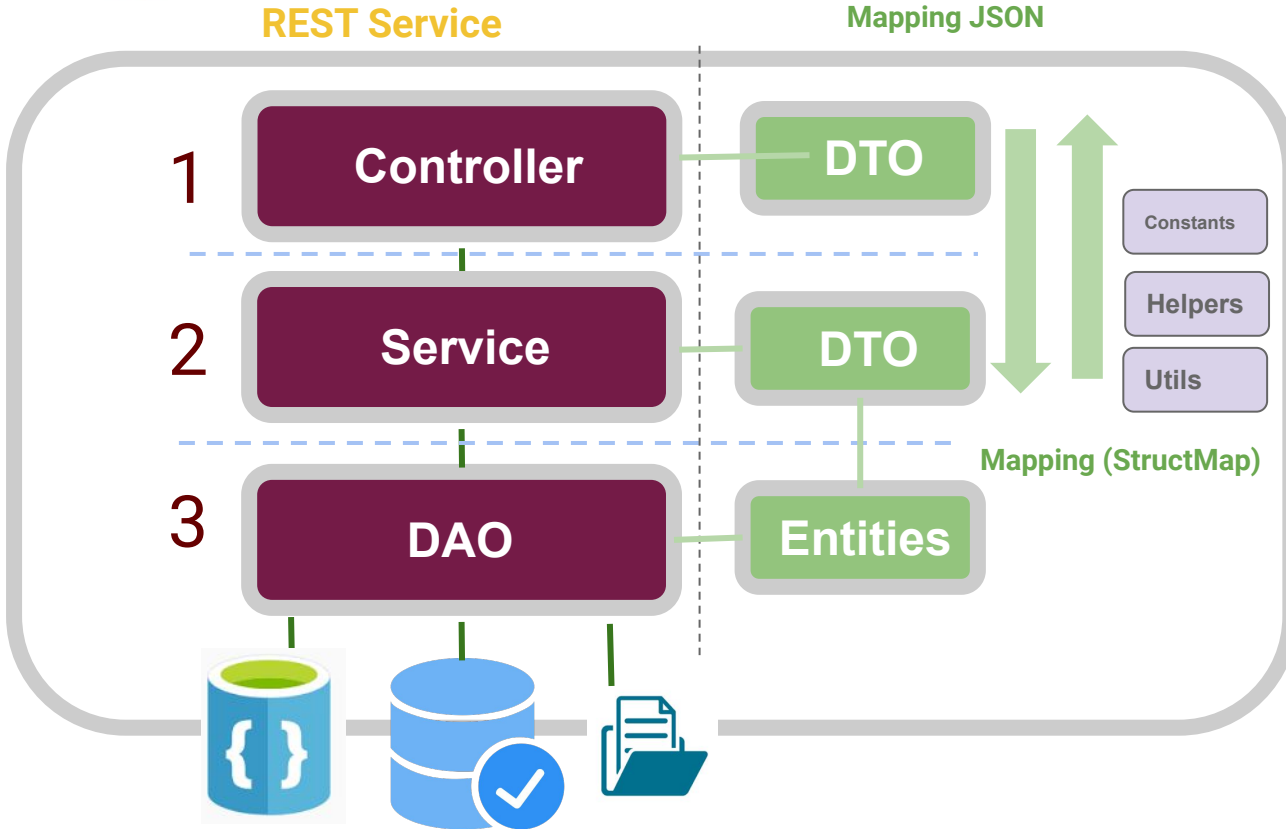 REST Service
Mapping JSON
1
Controller
DTO
Constants
2
Service
DTO
Helpers
Utils
Mapping (StructMap)
3
DAO
Entities
{ }